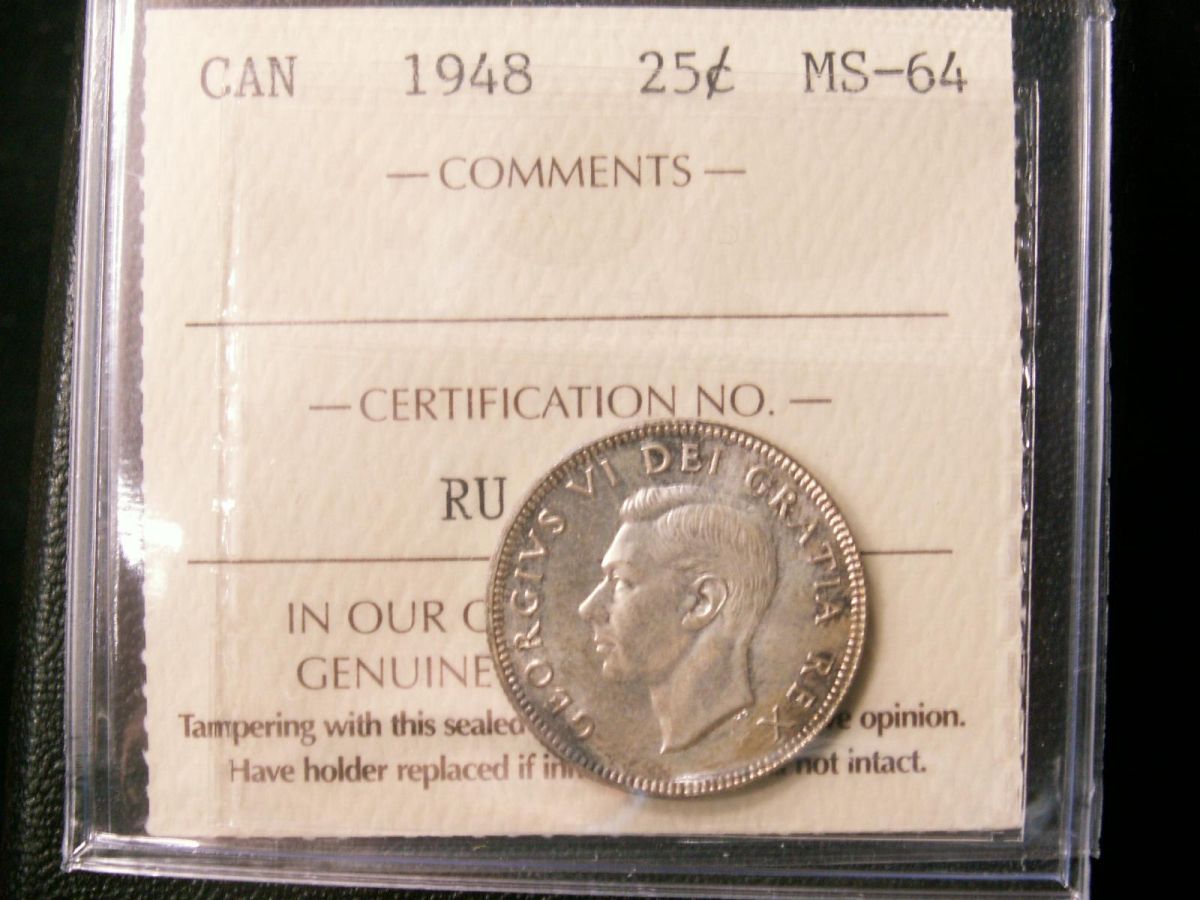 CAN 1948 25¢ MS-64
— COMMENTS —
— CERTIFICATION NO. —
RU
GEORGIVS VI DEI GRATIA REX
IN OUR
GENUINE
Tampering with this sealed opinion.
Have holder replaced if not intact.